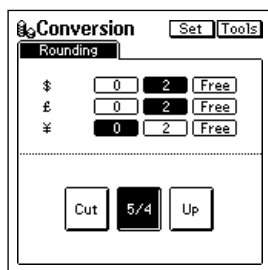 Conversion Set Tools
Rounding
$ 0 2 Free
£ 0 2 Free
¥ 0 2 Free
Cut 5/4 Up